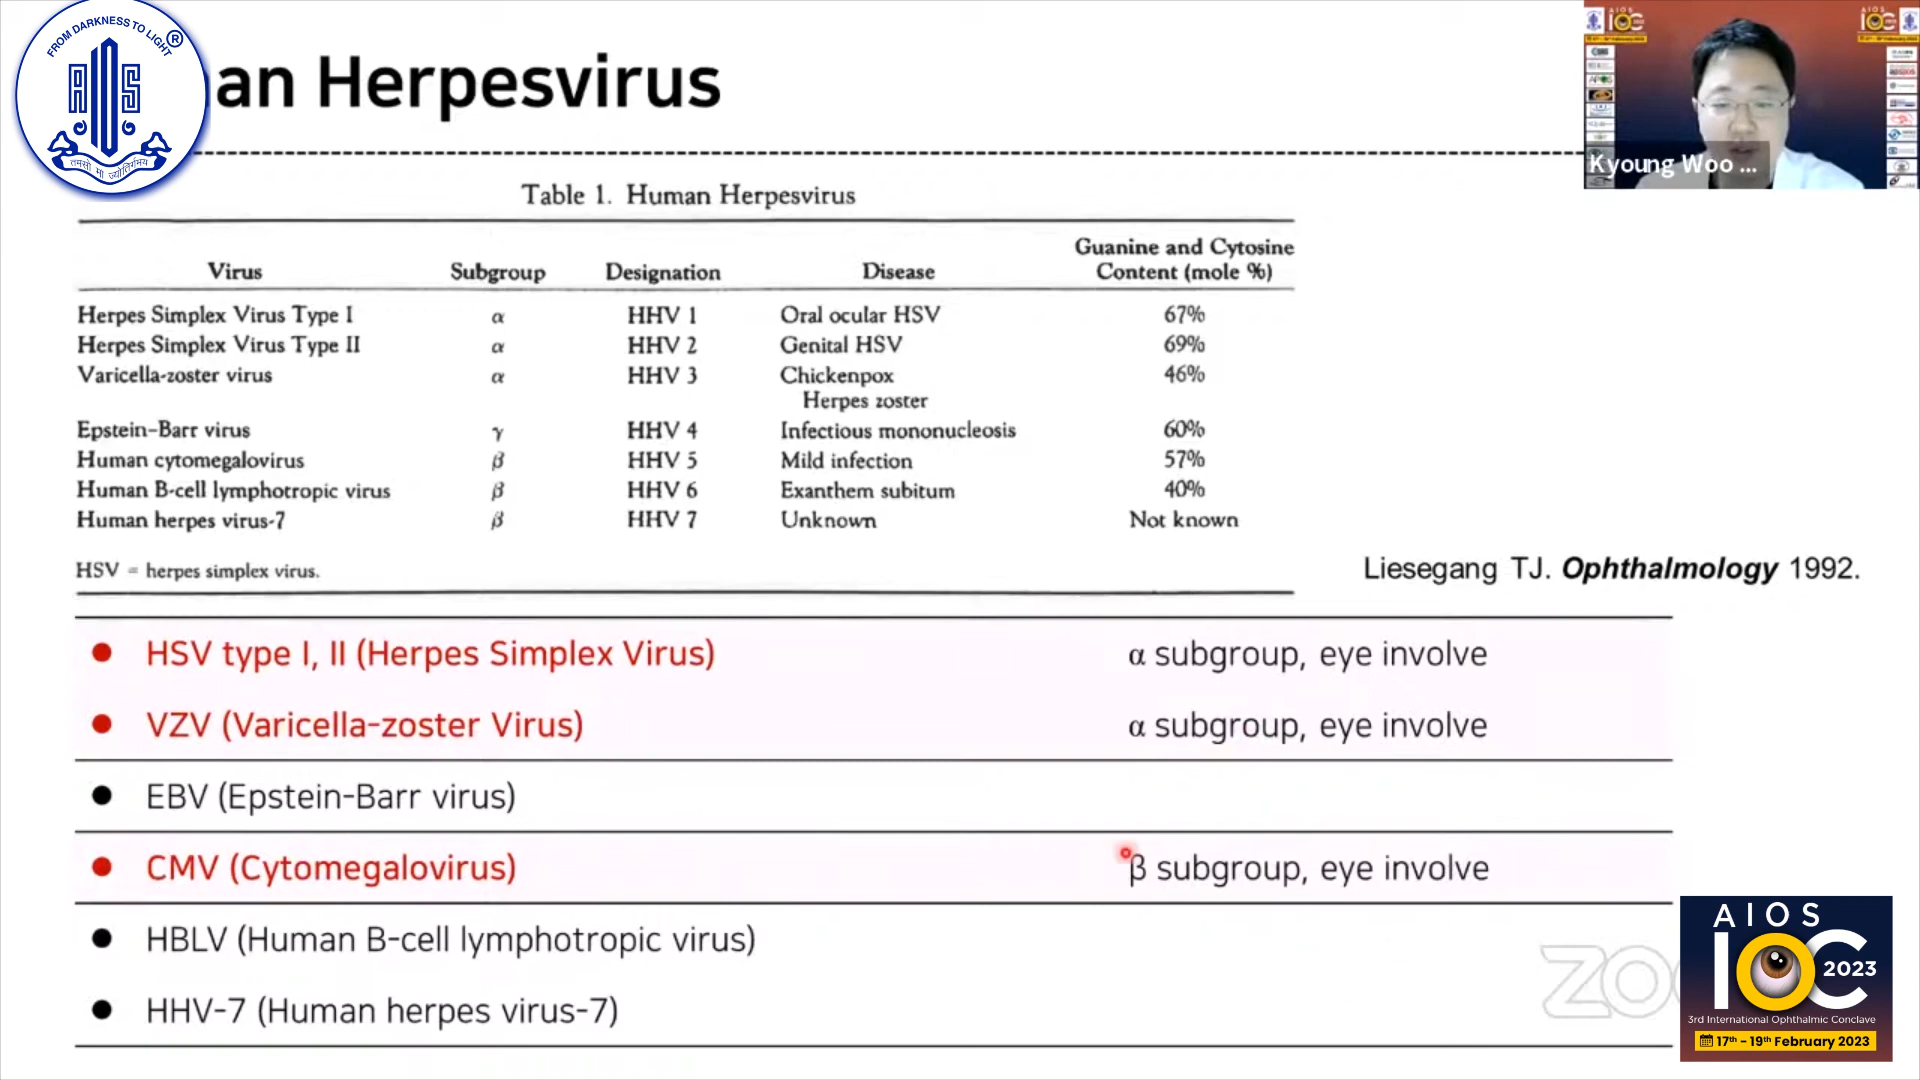 FROM DARKNESS TO LIGHT
®
AIOS
तमसो मा ज्योतिर्गमय
an Herpesvirus
AIOS
IOC
Kyoung Woo ...
Table 1. Human Herpesvirus
Virus Subgroup Designation Disease Guanine and Cytosine Content (mole %)
Herpes Simplex Virus Type I α HHV 1 Oral ocular HSV 67%
Herpes Simplex Virus Type II α HHV 2 Genital HSV 69%
Varicella-zoster virus α HHV 3 Chickenpox 46%
Herpes zoster
Epstein–Barr virus γ HHV 4 Infectious mononucleosis 60%
Human cytomegalovirus β HHV 5 Mild infection 57%
Human B-cell lymphotropic virus β HHV 6 Exanthem subitum 40%
Human herpes virus-7 β HHV 7 Unknown Not known
HSV = herpes simplex virus.
Liesegang TJ. Ophthalmology 1992.
● HSV type I, II (Herpes Simplex Virus) α subgroup, eye involve
● VZV (Varicella-zoster Virus) α subgroup, eye involve
● EBV (Epstein-Barr virus)
● CMV (Cytomegalovirus) β subgroup, eye involve
● HBLV (Human B-cell lymphotropic virus)
● HHV-7 (Human herpes virus-7)
ZO
AIOS
IOC 2023
3rd International Ophthalmic Conclave
17th - 19th February 2023